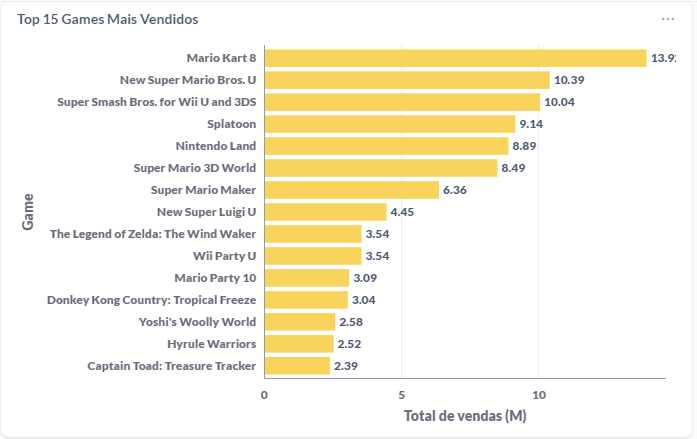 Top 15 Games Mais Vendidos
Mario Kart 8
New Super Mario Bros. U 10.39
Super Smash Bros. for Wii U and 3DS 10.04
Splatoon 9.14
Nintendo Land 8.89
Super Mario 3D World 8.49
Super Mario Maker 6.36
New Super Luigi U 4.45
The Legend of Zelda: The Wind Waker 3.54
Wii Party U 3.54
Mario Party 10 3.09
Donkey Kong Country: Tropical Freeze 3.04
Yoshi's Woolly World 2.58
Hyrule Warriors 2.52
Captain Toad: Treasure Tracker 2.39
Game
0 5 10
Total de vendas (M)